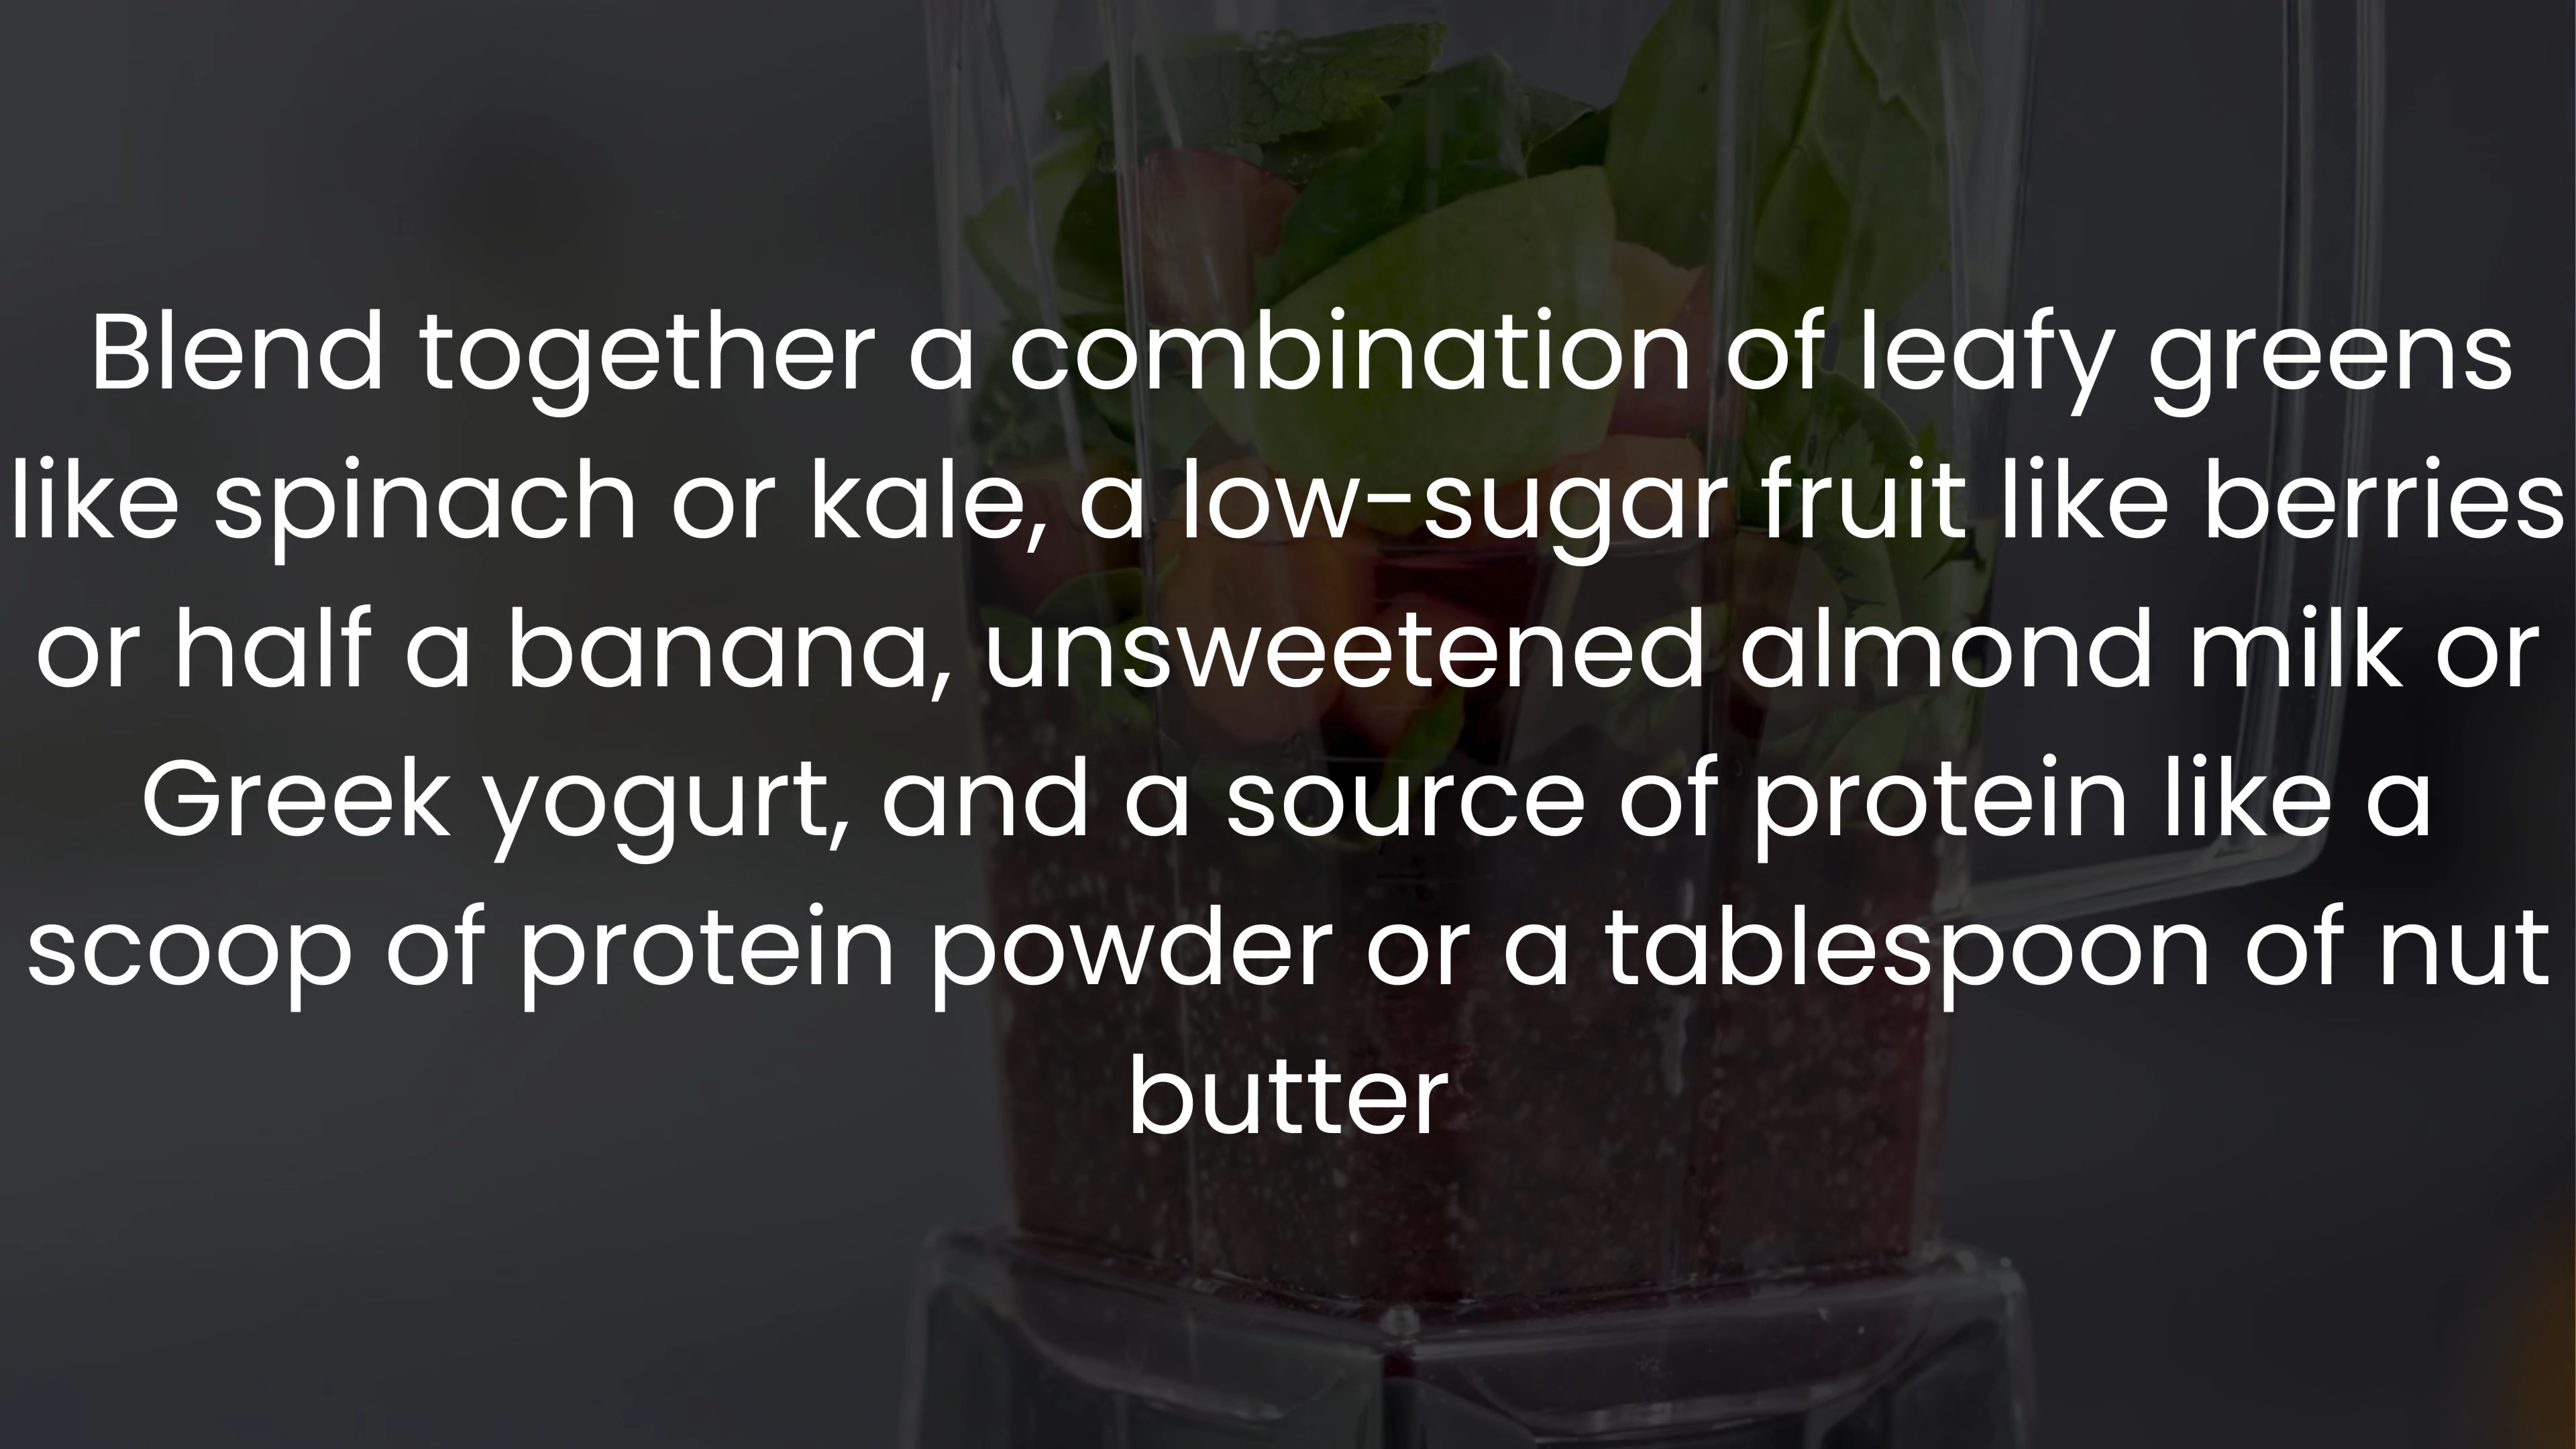 Blend together a combination of leafy greens
like spinach or kale, a low-sugar fruit like berries
or half a banana, unsweetened almond milk or
Greek yogurt, and a source of protein like a
scoop of protein powder or a tablespoon of nut
butter